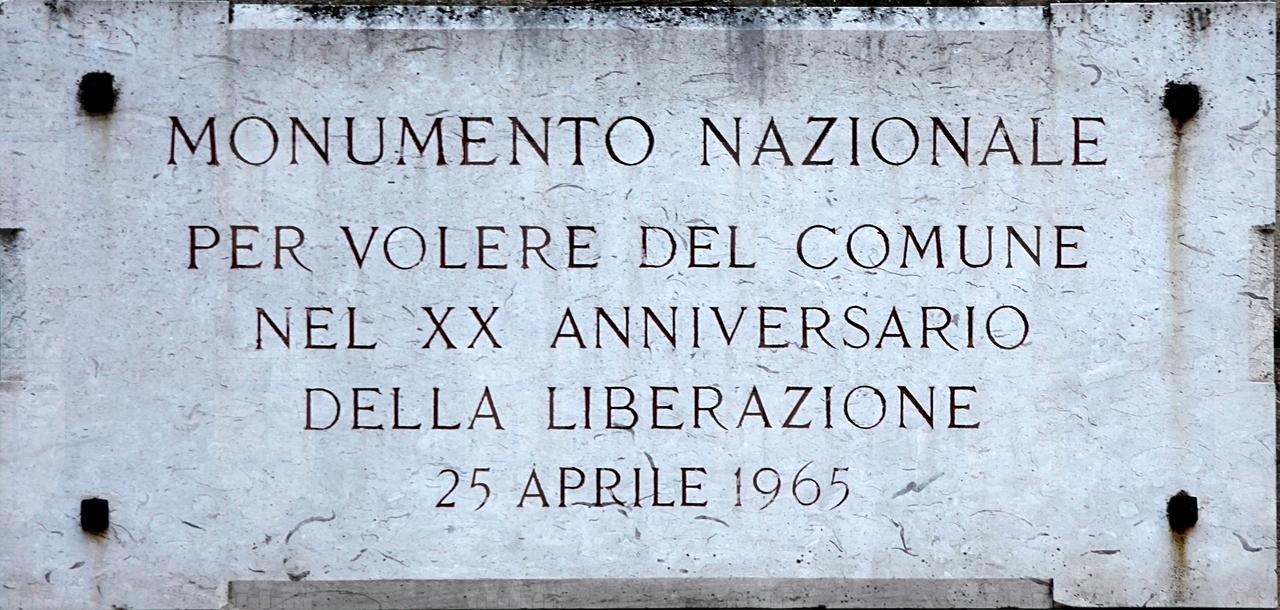 MONUMENTO NAZIONALE
PER VOLERE DEL COMUNE
NEL XX ANNIVERSARIO
DELLA LIBERAZIONE
25 APRILE 1965